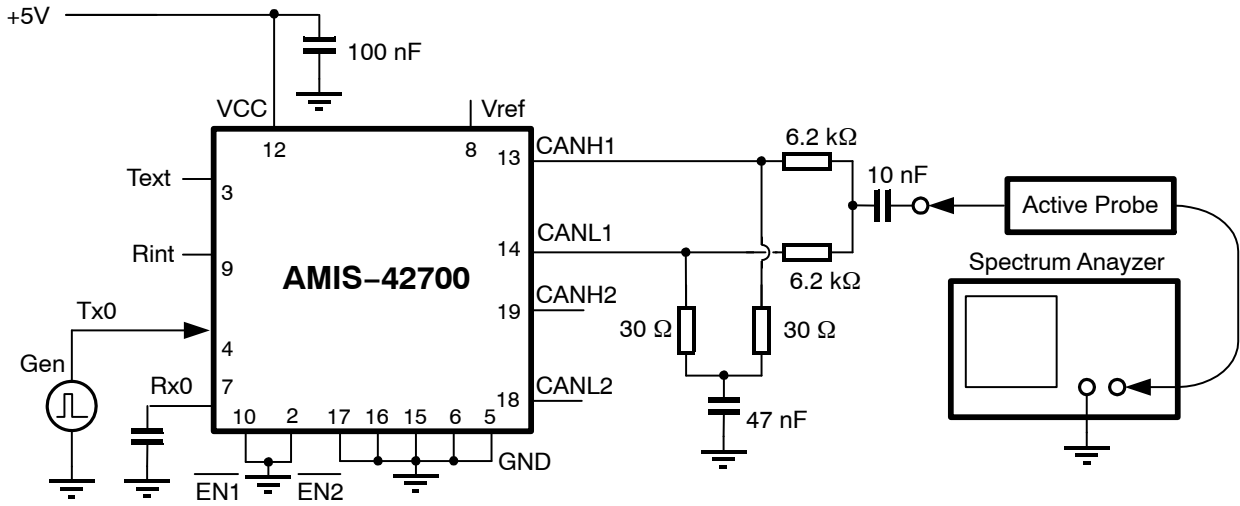 +5V
100 nF
VCC
Vref
12
8
13
CANH1
6.2 kΩ
10 nF
Text
3
Active Probe
14
CANL1
Rint
9
AMIS–42700
6.2 kΩ
Spectrum Anayzer
CANH2
19
Tx0
4
30 Ω
30 Ω
Gen
7
Rx0
CANL2
18
10
2
17
16
15
6
5
47 nF
GND
EN1
EN2